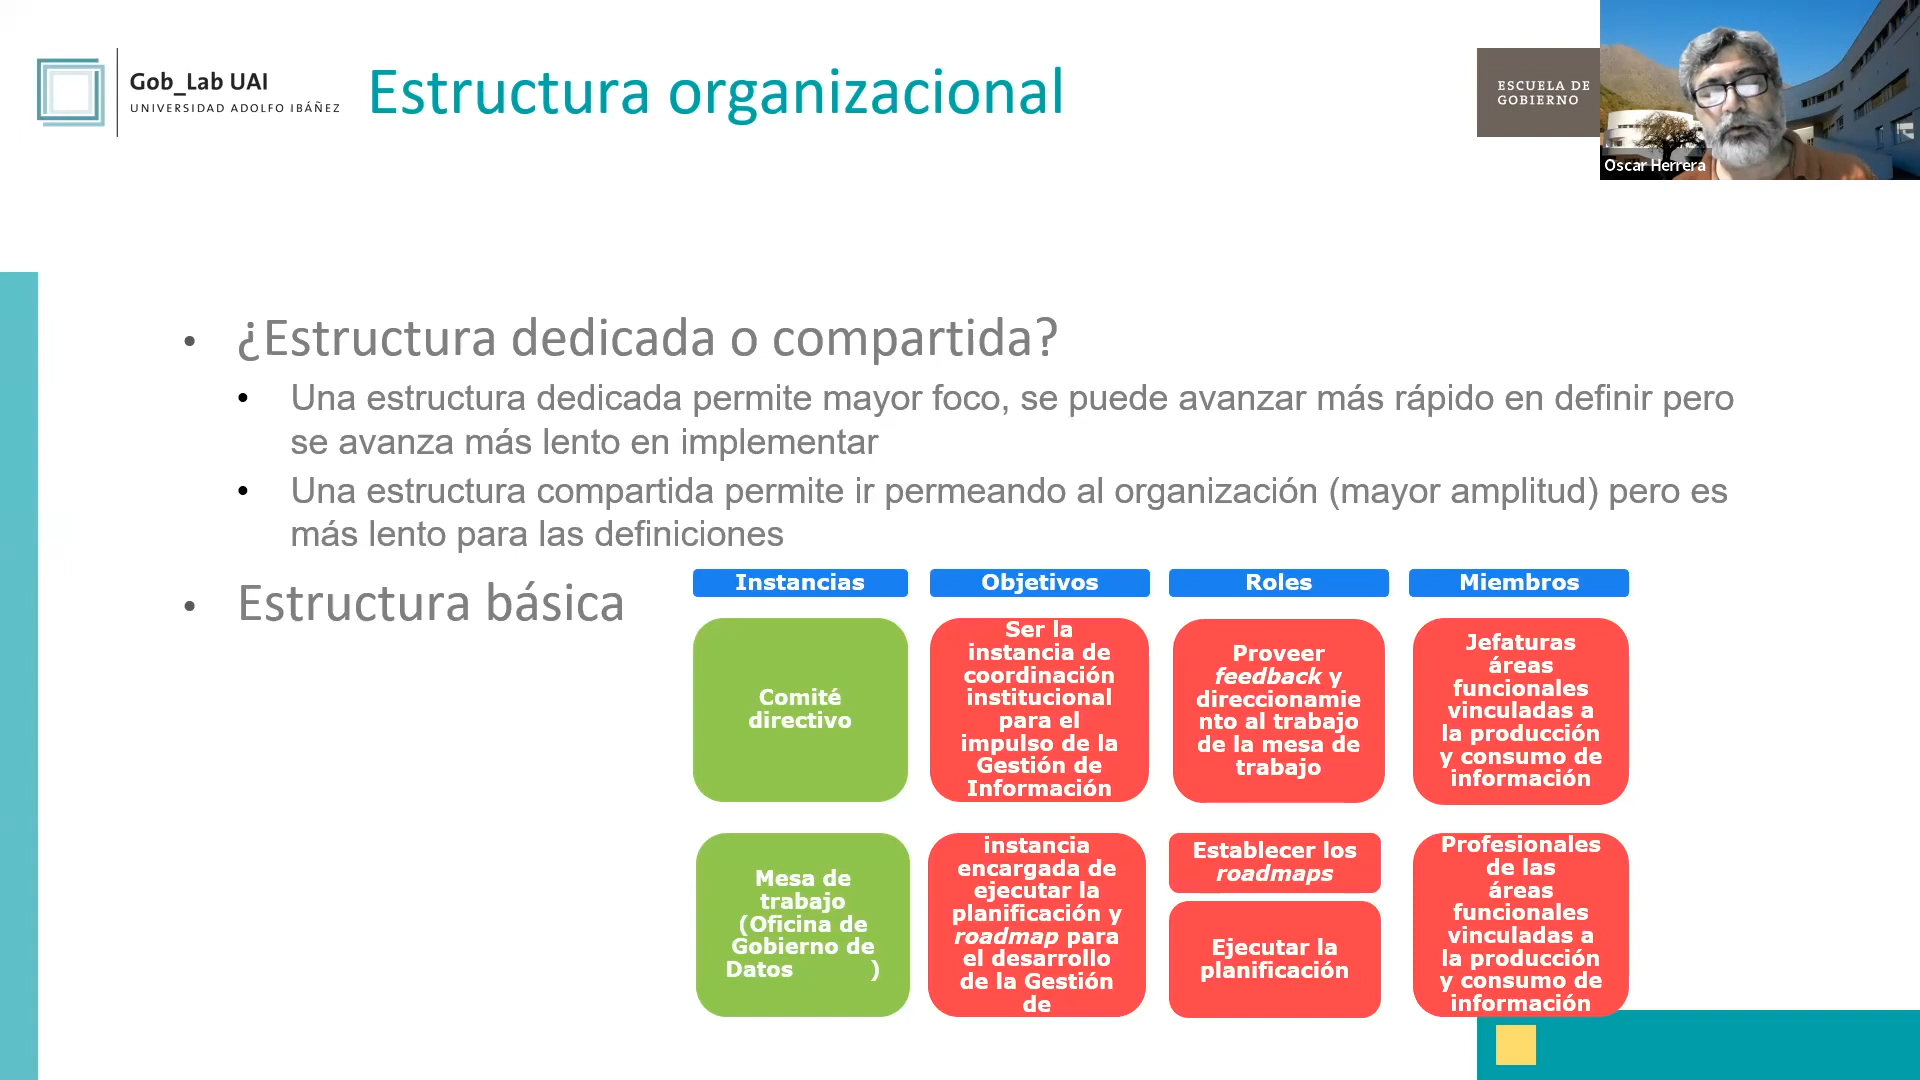 Gob_Lab UAI
UNIVERSIDAD ADOLFO IBÁÑEZ
Estructura organizacional
ESCUELA DE
GOBIERNO
Oscar Herrera
• ¿Estructura dedicada o compartida?
• Una estructura dedicada permite mayor foco, se puede avanzar más rápido en definir pero
se avanza más lento en implementar
• Una estructura compartida permite ir permeando al organización (mayor amplitud) pero es
más lento para las definiciones
• Estructura básica
Instancias
Objetivos
Roles
Miembros
Comité
directivo
Ser la
instancia de
coordinación
institucional
para el
impulso de la
Gestión de
Información
Proveer
feedback y
direccionamie
nto al trabajo
de la mesa de
trabajo
Jefaturas
áreas
funcionales
vinculadas a
la producción
y consumo de
información
Mesa de
trabajo
(Oficina de
Gobierno de
Datos )
instancia
encargada de
ejecutar la
planificación y
roadmap para
el desarrollo
de la Gestión
de
Establecer los
roadmaps
Ejecutar la
planificación
Profesionales
de las
áreas
funcionales
vinculadas a
la producción
y consumo de
información